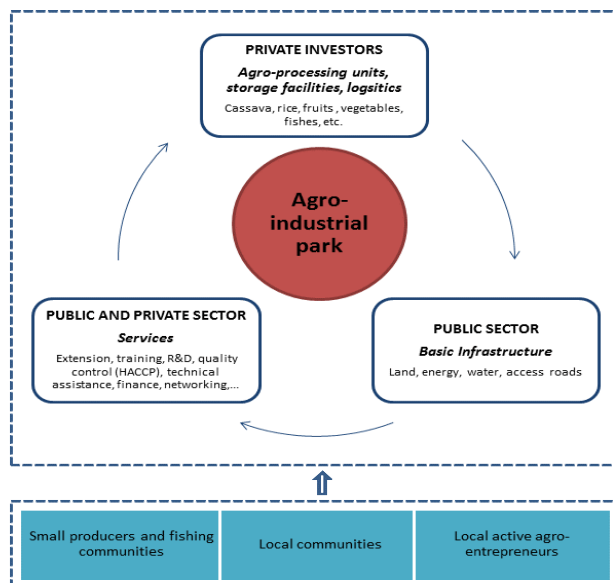 PRIVATE INVESTORS
Agro-processing units,
storage facilities, logsitics
Cassava, rice, fruits , vegetables,
fishes, etc.
Agro-
industrial
park
PUBLIC AND PRIVATE SECTOR
Services
Extension, training, R&D, quality
control (HACCP), technical
assistance, finance, networking,...
PUBLIC SECTOR
Basic Infrastructure
Land, energy, water, access roads
Small producers and fishing
communities
Local communities
Local active agro-
entrepreneurs